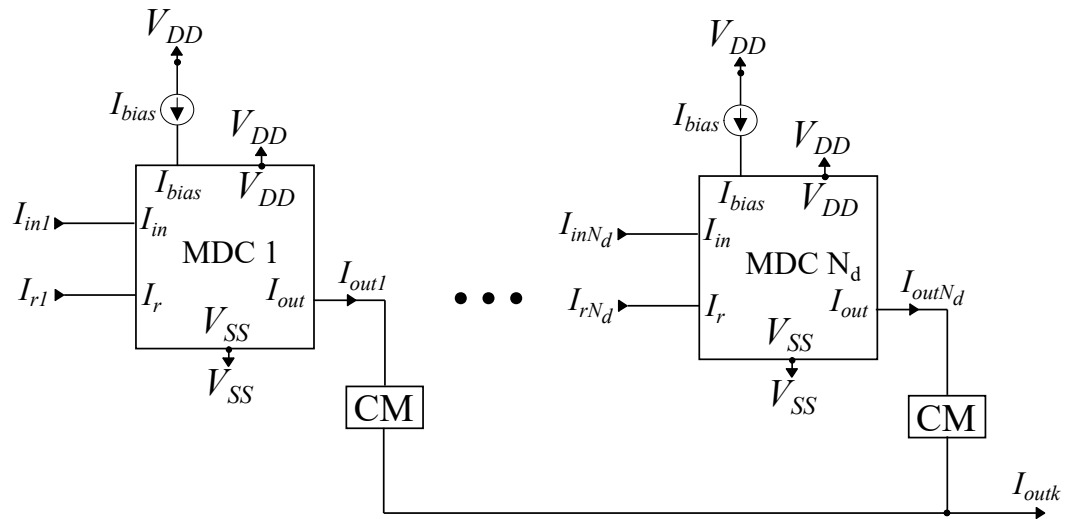 V_DD
I_bias
V_DD
I_bias
V_DD
I_in1
I_in
MDC 1
I_r1
I_r
I_out
I_out1
V_SS
V_SS
CM
V_DD
I_bias
V_DD
I_bias
V_DD
I_inN_d
I_in
MDC N_d
I_rN_d
I_r
I_out
I_outN_d
V_SS
V_SS
CM
I_outk